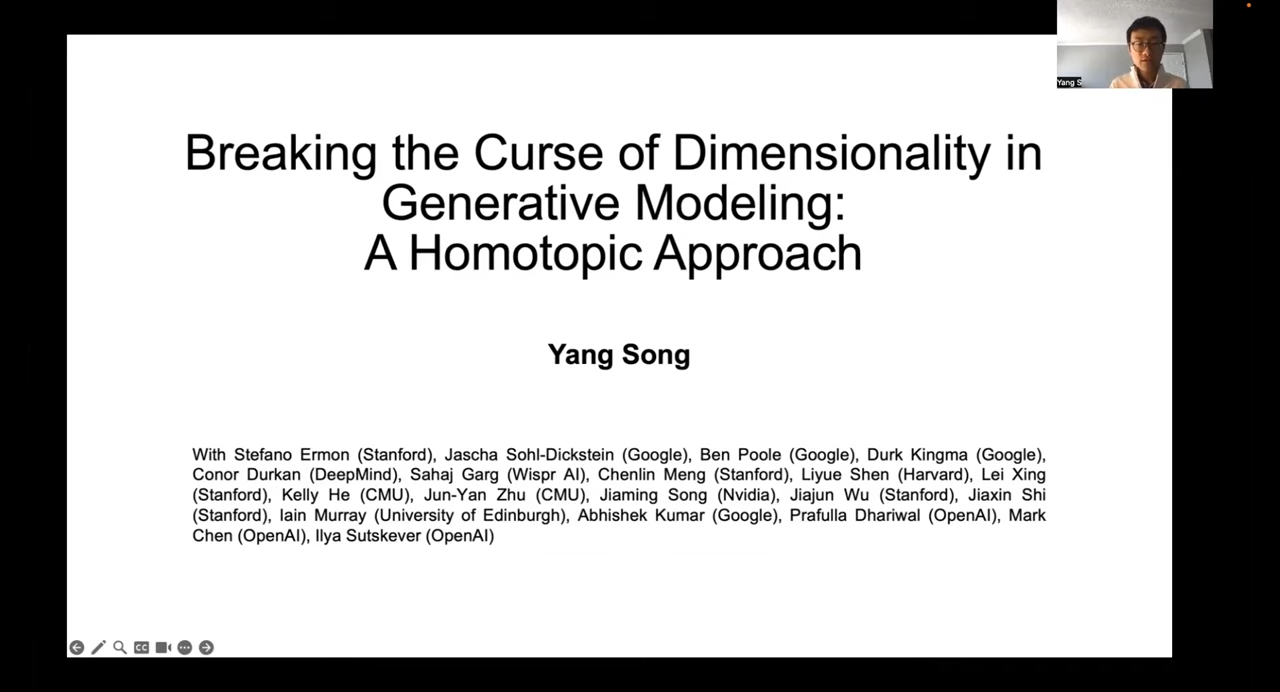 Yang S
Breaking the Curse of Dimensionality in
Generative Modeling:
A Homotopic Approach
Yang Song
With Stefano Ermon (Stanford), Jascha Sohl-Dickstein (Google), Ben Poole (Google), Durk Kingma (Google),
Conor Durkan (DeepMind), Sahaj Garg (Wispr AI), Chenlin Meng (Stanford), Liyue Shen (Harvard), Lei Xing
(Stanford), Kelly He (CMU), Jun-Yan Zhu (CMU), Jiaming Song (Nvidia), Jiajun Wu (Stanford), Jiaxin Shi
(Stanford), Iain Murray (University of Edinburgh), Abhishek Kumar (Google), Prafulla Dhariwal (OpenAI), Mark
Chen (OpenAI), Ilya Sutskever (OpenAI)
CC